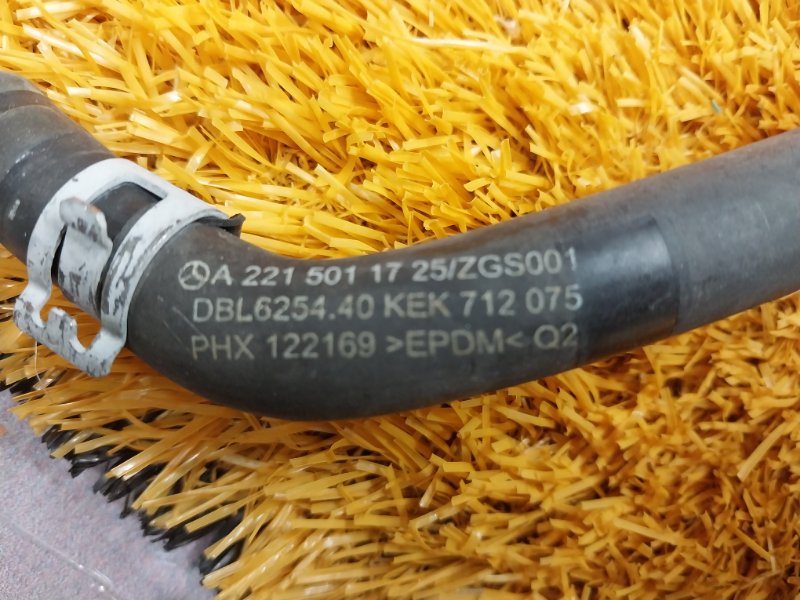 A 221 501 17 25/ZGS001
DBL6254.40 KEK 712 075
PHX 122169 >EPDM< Q2